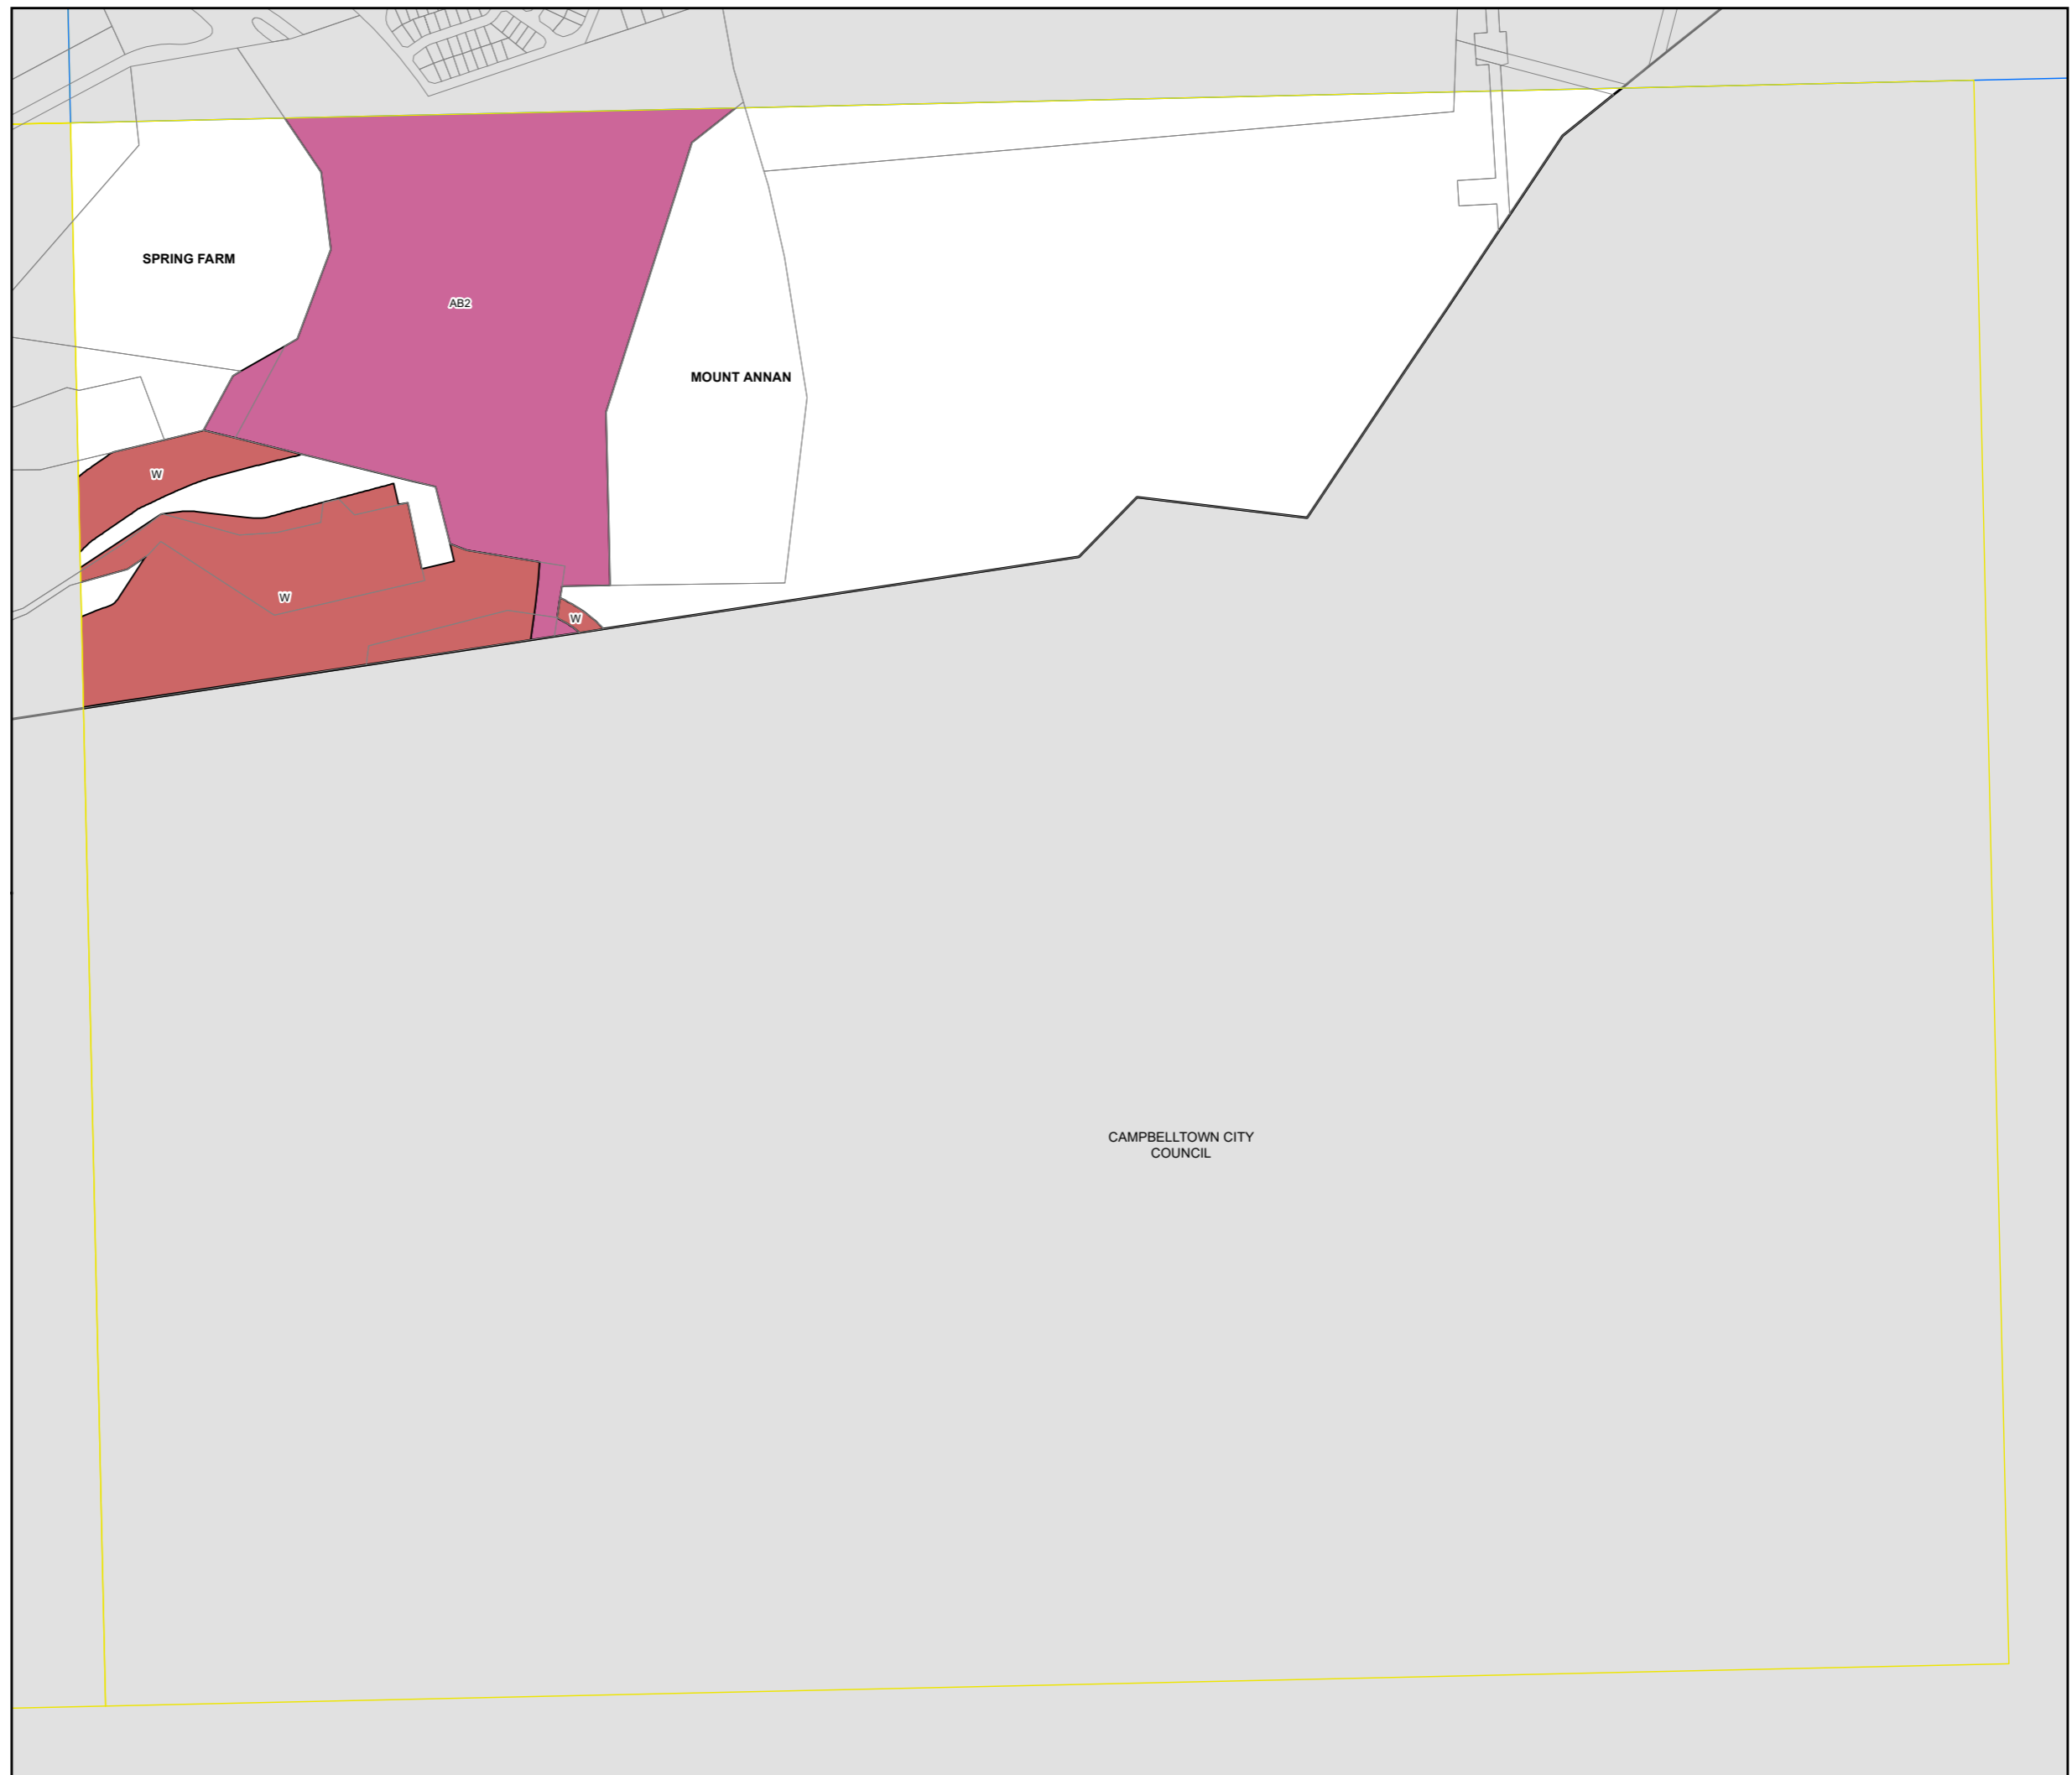 SPRING FARM
AB2
MOUNT ANNAN
W
W
W
CAMPBELLTOWN CITY
COUNCIL